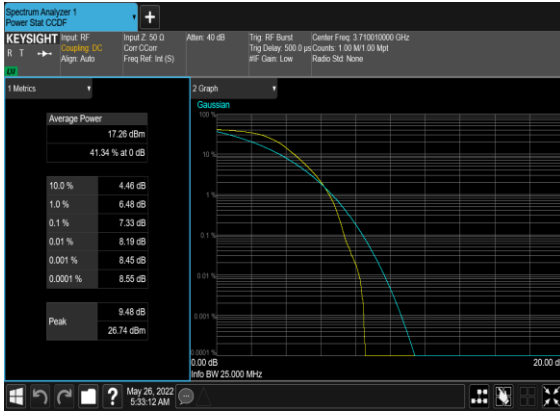 Spectrum Analyzer 1
Power Stat CCDF
KEYSIGHT
R T
LV
Input: RF
Coupling: DC
Align: Auto
Input Z: 50 Ω
Corr CCorr
Freq Ref: Int (S)
Atten: 40 dB
Trig: RF Burst
Trig Delay: 500.0 µs
#IF Gain: Low
Center Freq: 3.710010000 GHz
Counts: 1.00 M/1.00 Mpt
Radio Std: None
1 Metrics
Average Power
17.26 dBm
41.34 % at 0 dB
10.0 % 4.46 dB
1.0 % 6.48 dB
0.1 % 7.33 dB
0.01 % 8.19 dB
0.001 % 8.45 dB
0.0001 % 8.55 dB
Peak
9.48 dB
26.74 dBm
2 Graph
Gaussian
100 %
10 %
1 %
0.1 %
0.01 %
0.001 %
0.0001 %
0.00 dB
20.00 d
Info BW 25.000 MHz
May 26, 2022
5:33:12 AM